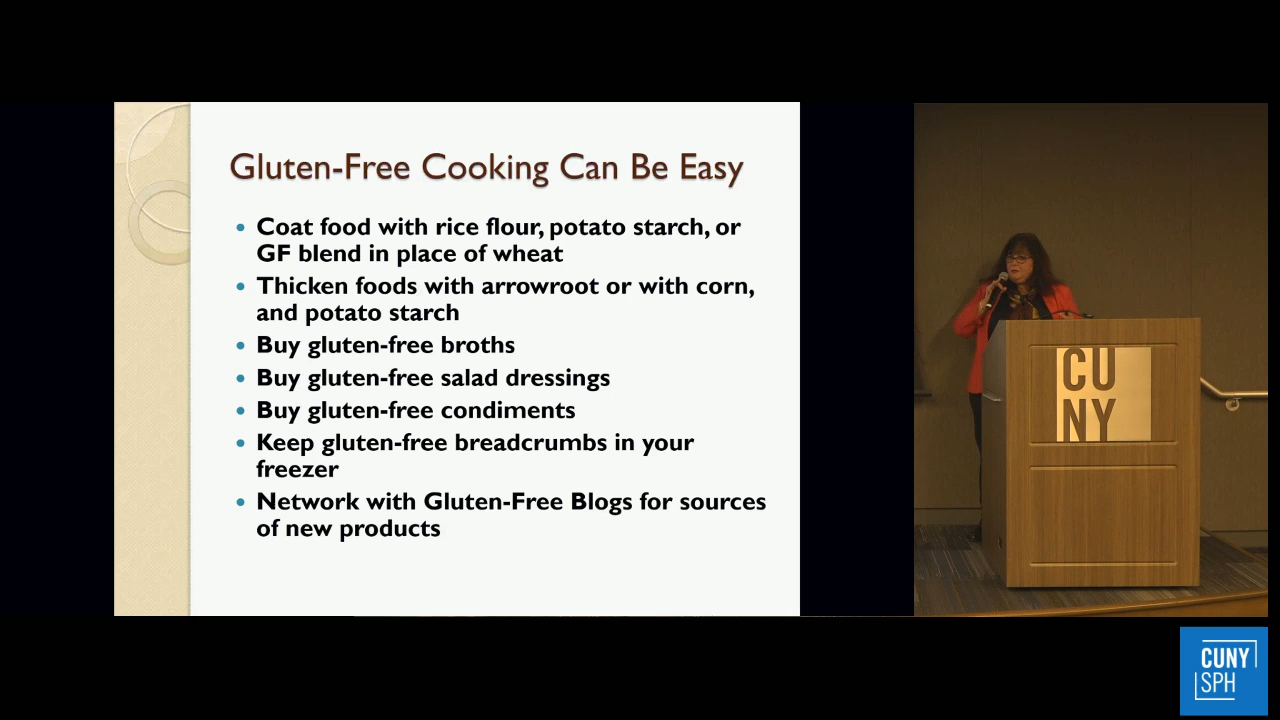 Gluten-Free Cooking Can Be Easy
Coat food with rice flour, potato starch, or
GF blend in place of wheat
Thicken foods with arrowroot or with corn,
and potato starch
Buy gluten-free broths
Buy gluten-free salad dressings
Buy gluten-free condiments
Keep gluten-free breadcrumbs in your
freezer
Network with Gluten-Free Blogs for sources
of new products
CU
NY
CUNY
SPH